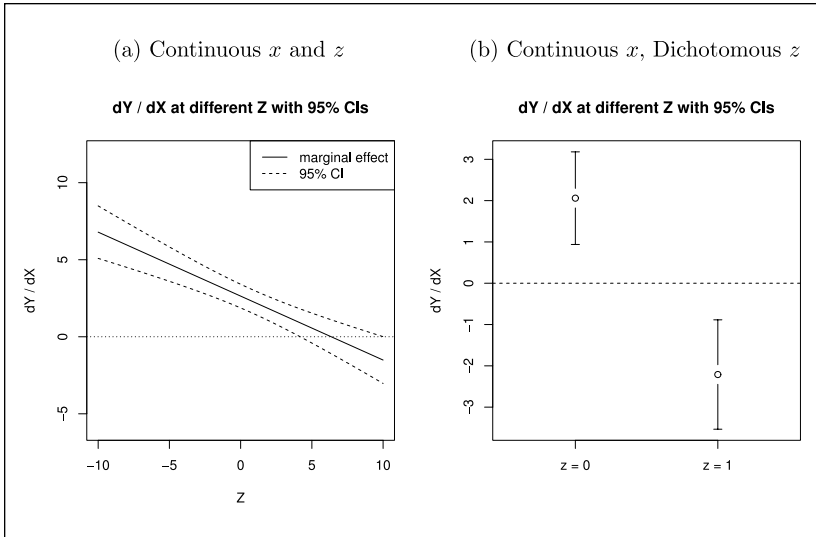 (a) Continuous x and z
dY / dX at different Z with 95% CIs
marginal effect
95% CI
10
5
0
−5
dY / dX
−10
−5
0
5
10
Z
(b) Continuous x, Dichotomous z
dY / dX at different Z with 95% CIs
3
2
1
0
−1
−2
−3
dY / dX
z = 0
z = 1